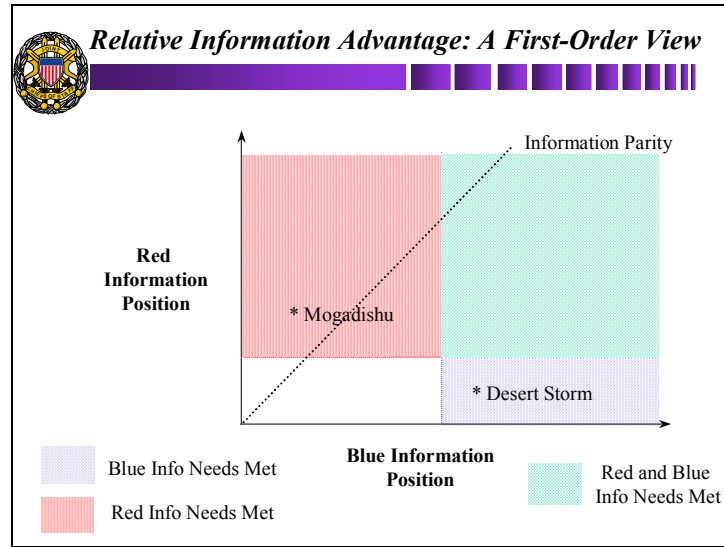 Relative Information Advantage: A First-Order View
Information Parity
Red
Information
Position
* Mogadishu
* Desert Storm
Blue Information
Position
Blue Info Needs Met
Red Info Needs Met
Red and Blue
Info Needs Met